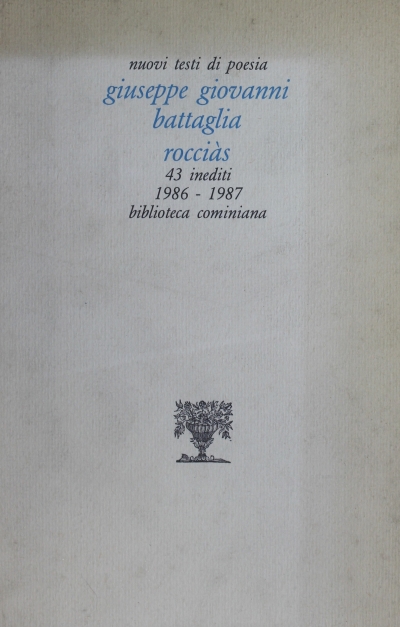 nuovi testi di poesia
giuseppe giovanni
battaglia
rocciàs
43 inediti
1986 - 1987
biblioteca cominiana